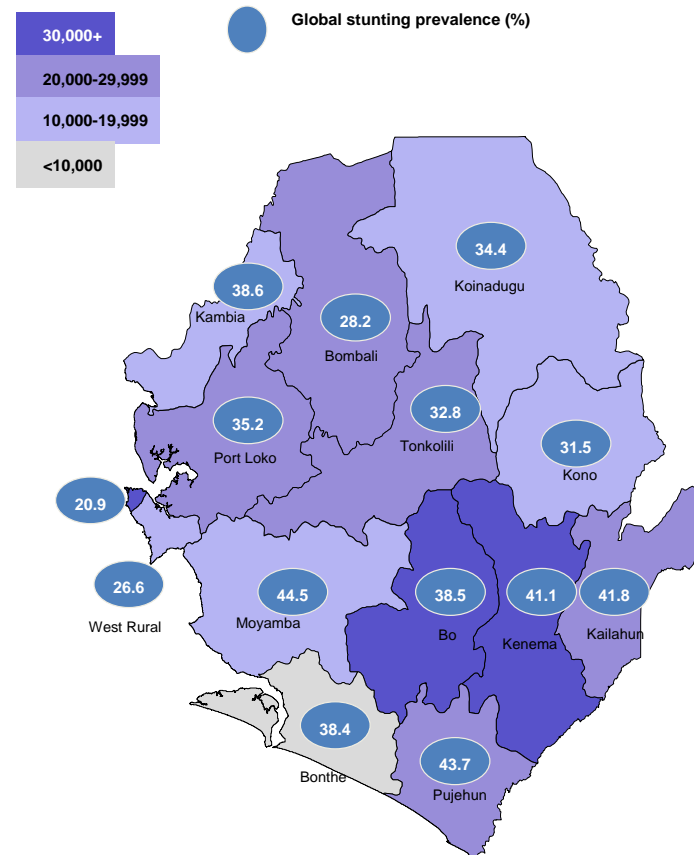 30,000+
20,000-29,999
10,000-19,999
<10,000
Global stunting prevalence (%)
34.4
Koinadugu
38.6
Kambia
28.2
Bombali
35.2
Port Loko
32.8
Tonkolili
31.5
Kono
20.9
26.6
West Rural
44.5
Moyamba
38.5
Bo
41.1
Kenema
41.8
Kailahun
38.4
Bonthe
43.7
Pujehun